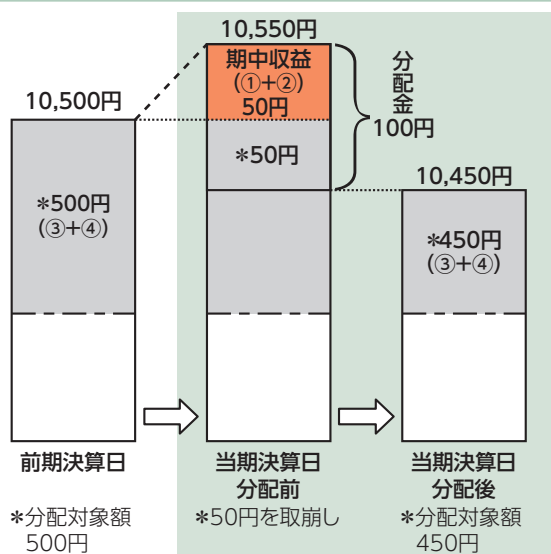 10,550円
期中収益
(①+②)
50円
分配金
100円
10,500円
*50円
10,450円
*500円
(③+④)
*450円
(③+④)
前期決算日
当期決算日
分配前
当期決算日
分配後
*分配対象額
500円
*50円を取崩し
*分配対象額
450円